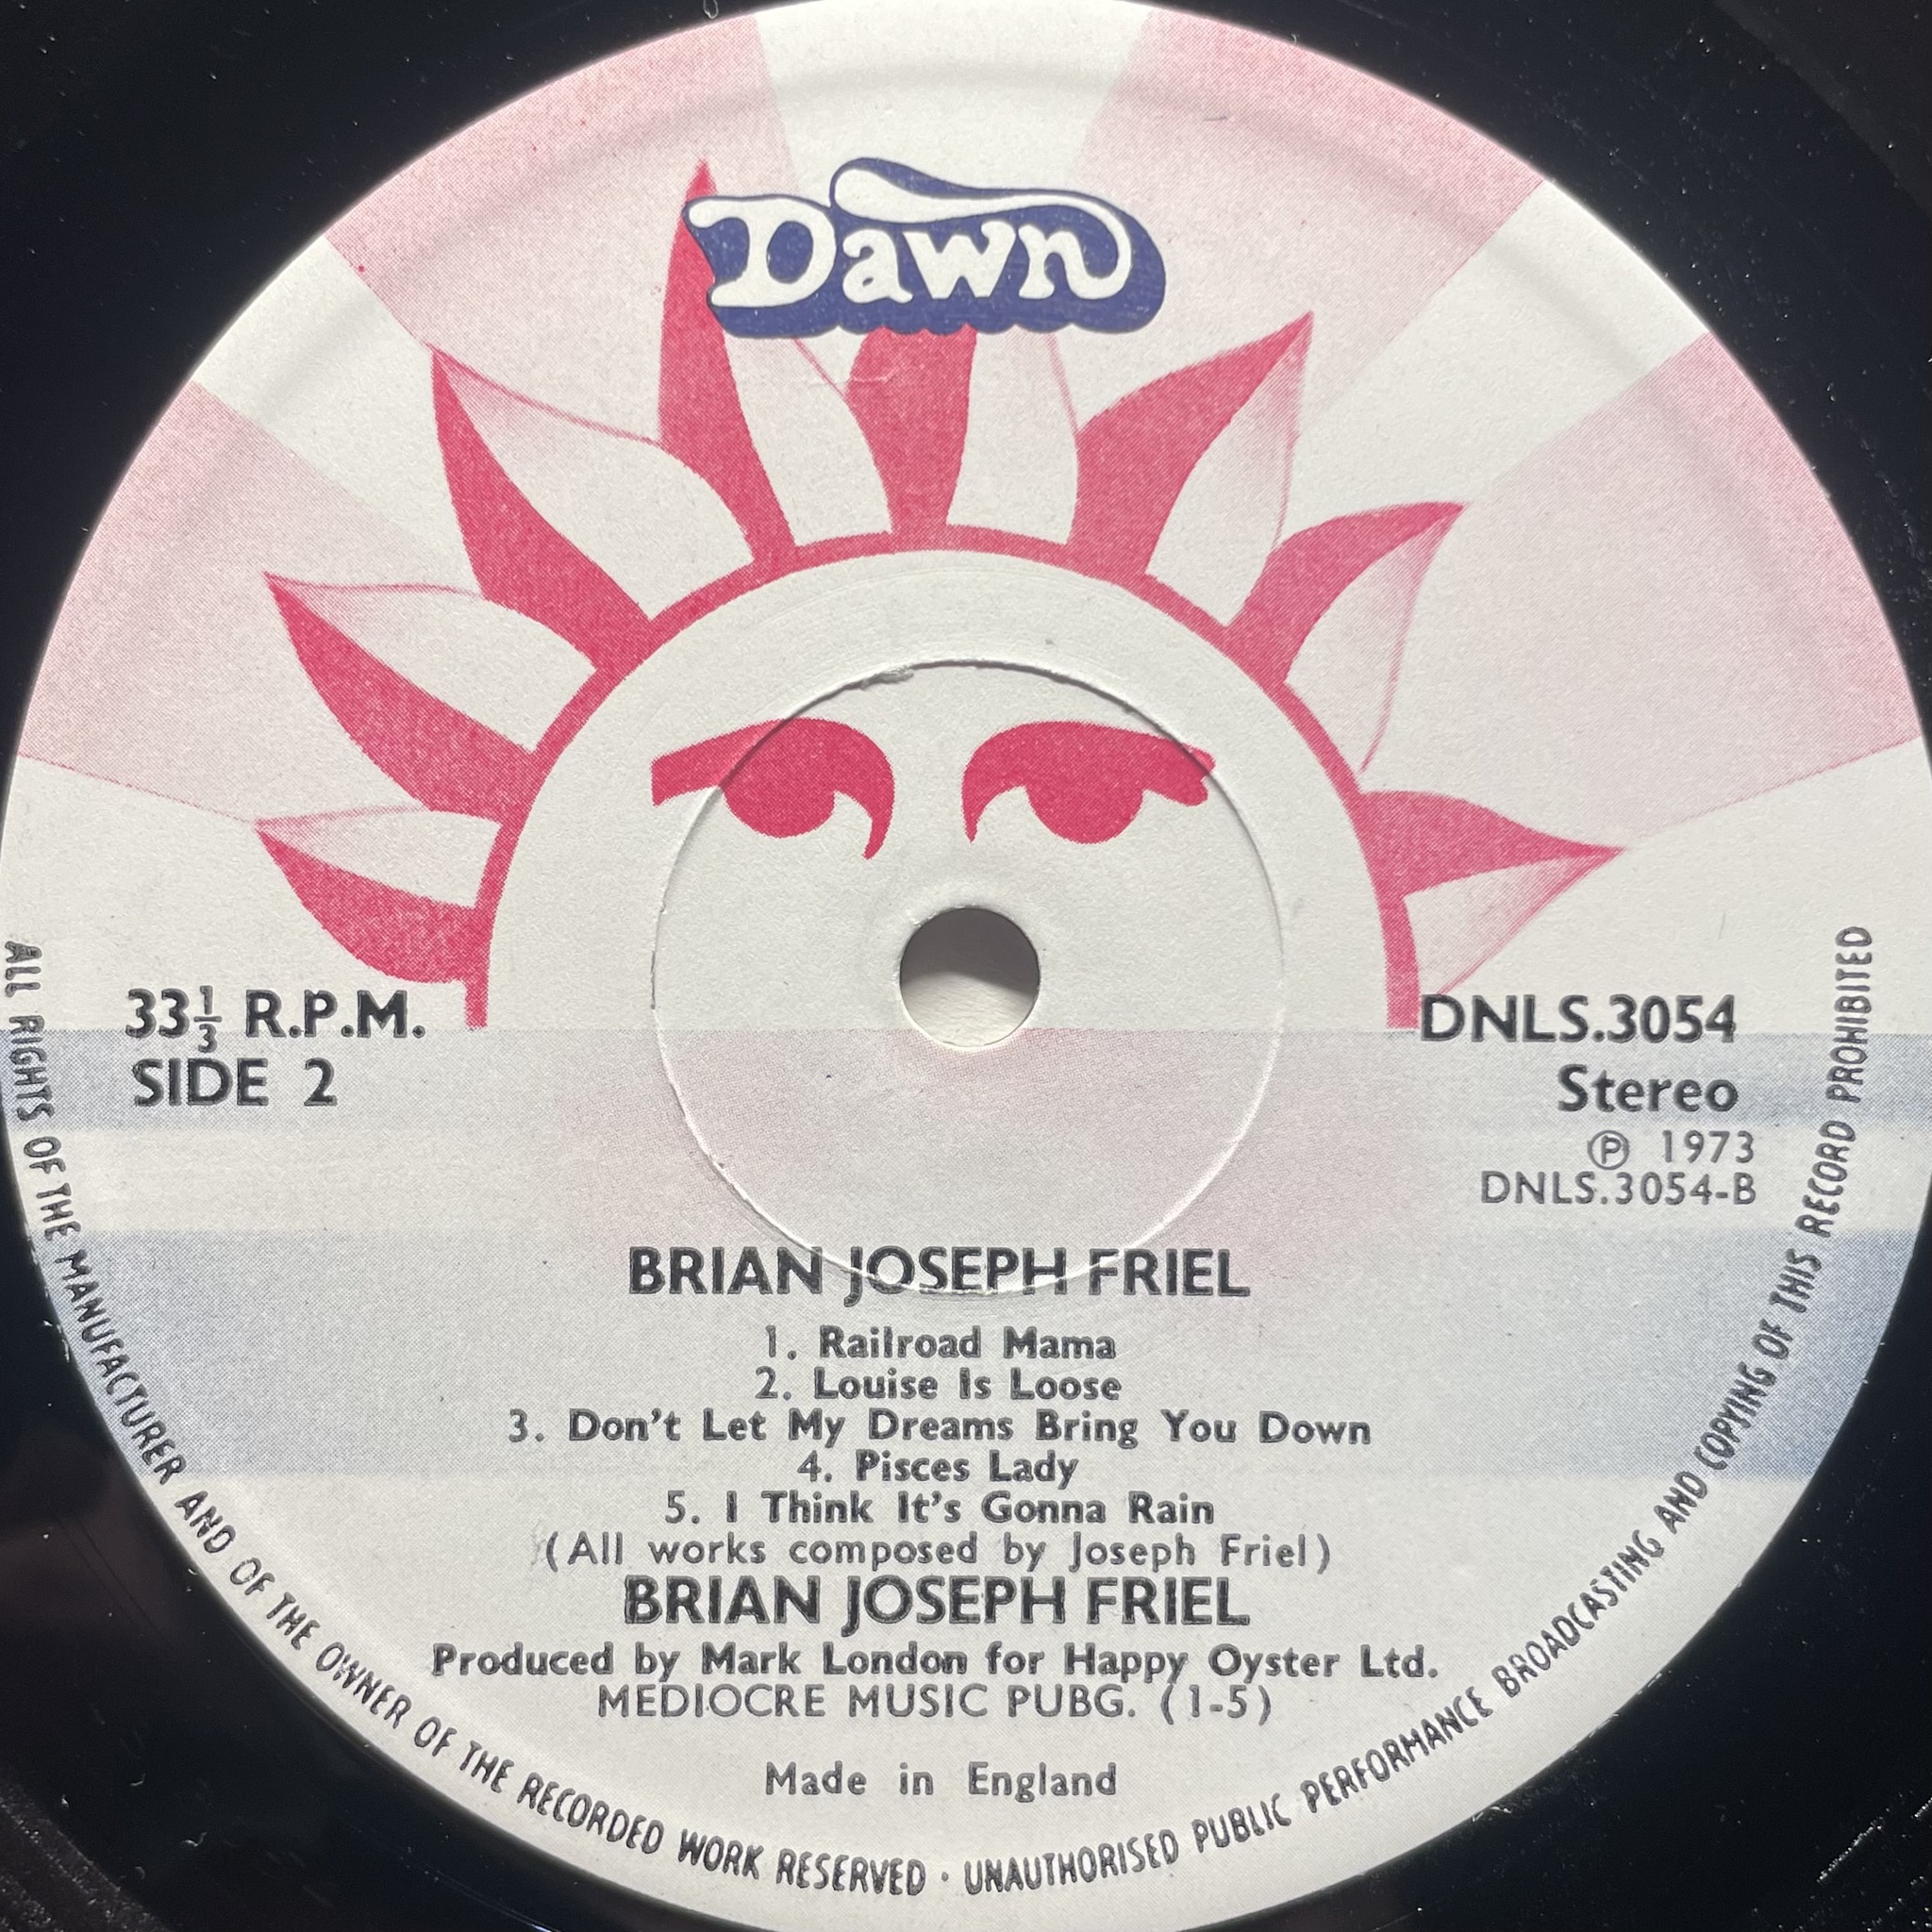 Dawn
33⅓ R.P.M.
SIDE 2
DNLS.3054
Stereo
Ⓟ 1973
DNLS.3054-B
BRIAN JOSEPH FRIEL
1. Railroad Mama
2. Louise Is Loose
3. Don't Let My Dreams Bring You Down
4. Pisces Lady
5. I Think It's Gonna Rain
(All works composed by Joseph Friel)
BRIAN JOSEPH FRIEL
Produced by Mark London for Happy Oyster Ltd.
MEDIOCRE MUSIC PUBG. (1-5)
Made in England
ALL RIGHTS OF THE MANUFACTURER AND OF THE OWNER OF THE RECORDED WORK RESERVED · UNAUTHORISED PUBLIC PERFORMANCE BROADCASTING AND COPYING OF THIS RECORD PROHIBITED